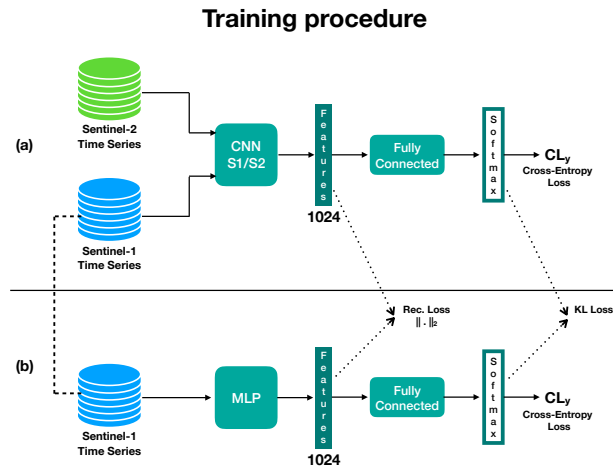 Training procedure
(a)
Sentinel-2
Time Series
Sentinel-1
Time Series
CNN
S1/S2
Features
1024
Fully
Connected
Softmax
CLy
Cross-Entropy
Loss
Rec. Loss
|| . ||2
KL Loss
(b)
Sentinel-1
Time Series
MLP
Features
1024
Fully
Connected
Softmax
CLy
Cross-Entropy
Loss